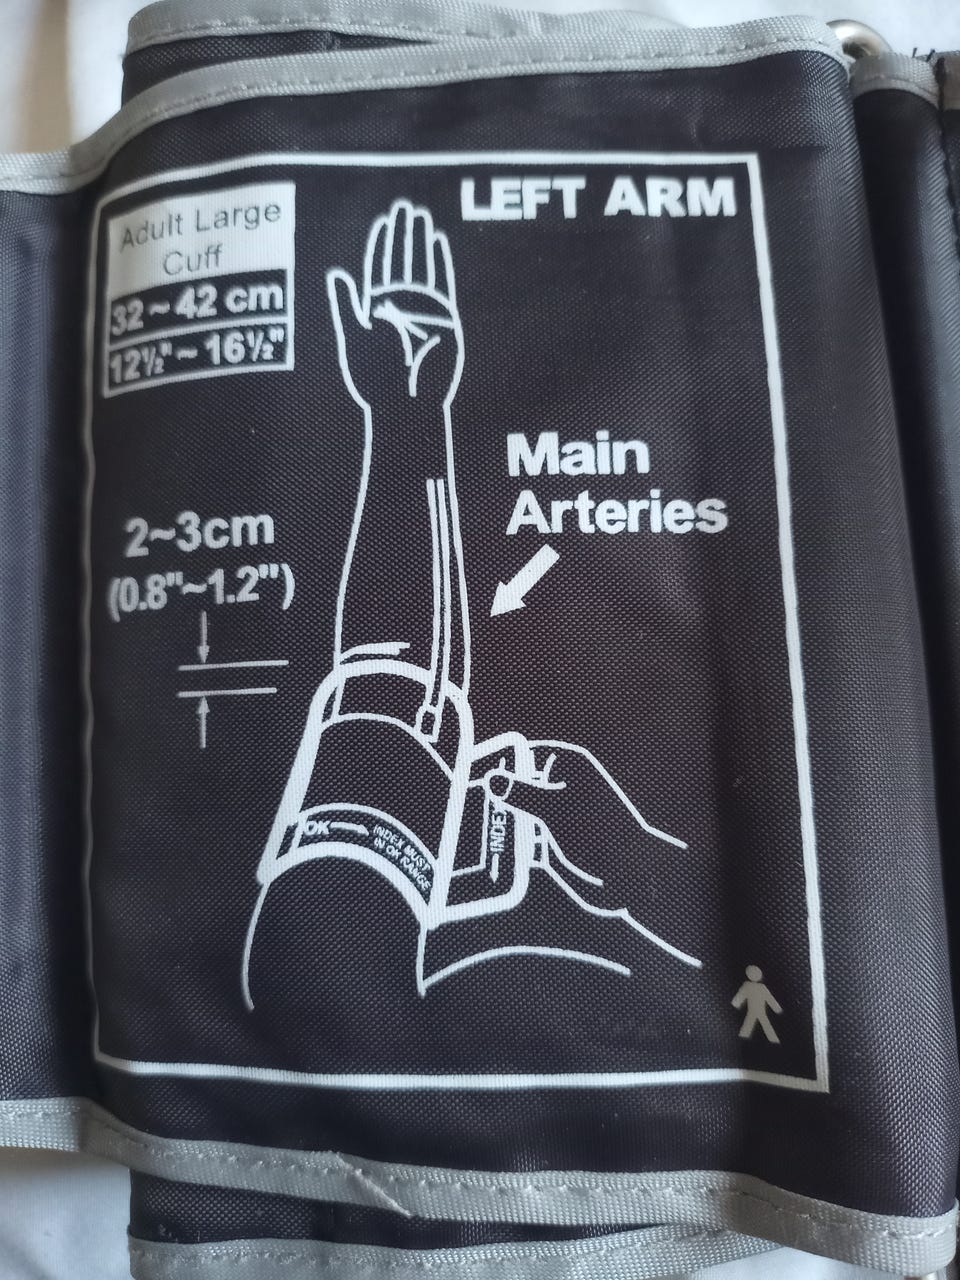 LEFT ARM
Adult Large
Cuff
32 ~ 42 cm
12½" ~ 16½"
Main
Arteries
2~3cm
(0.8"~1.2")
OK
INDEX MUST
IN OK RANGE
INDEX